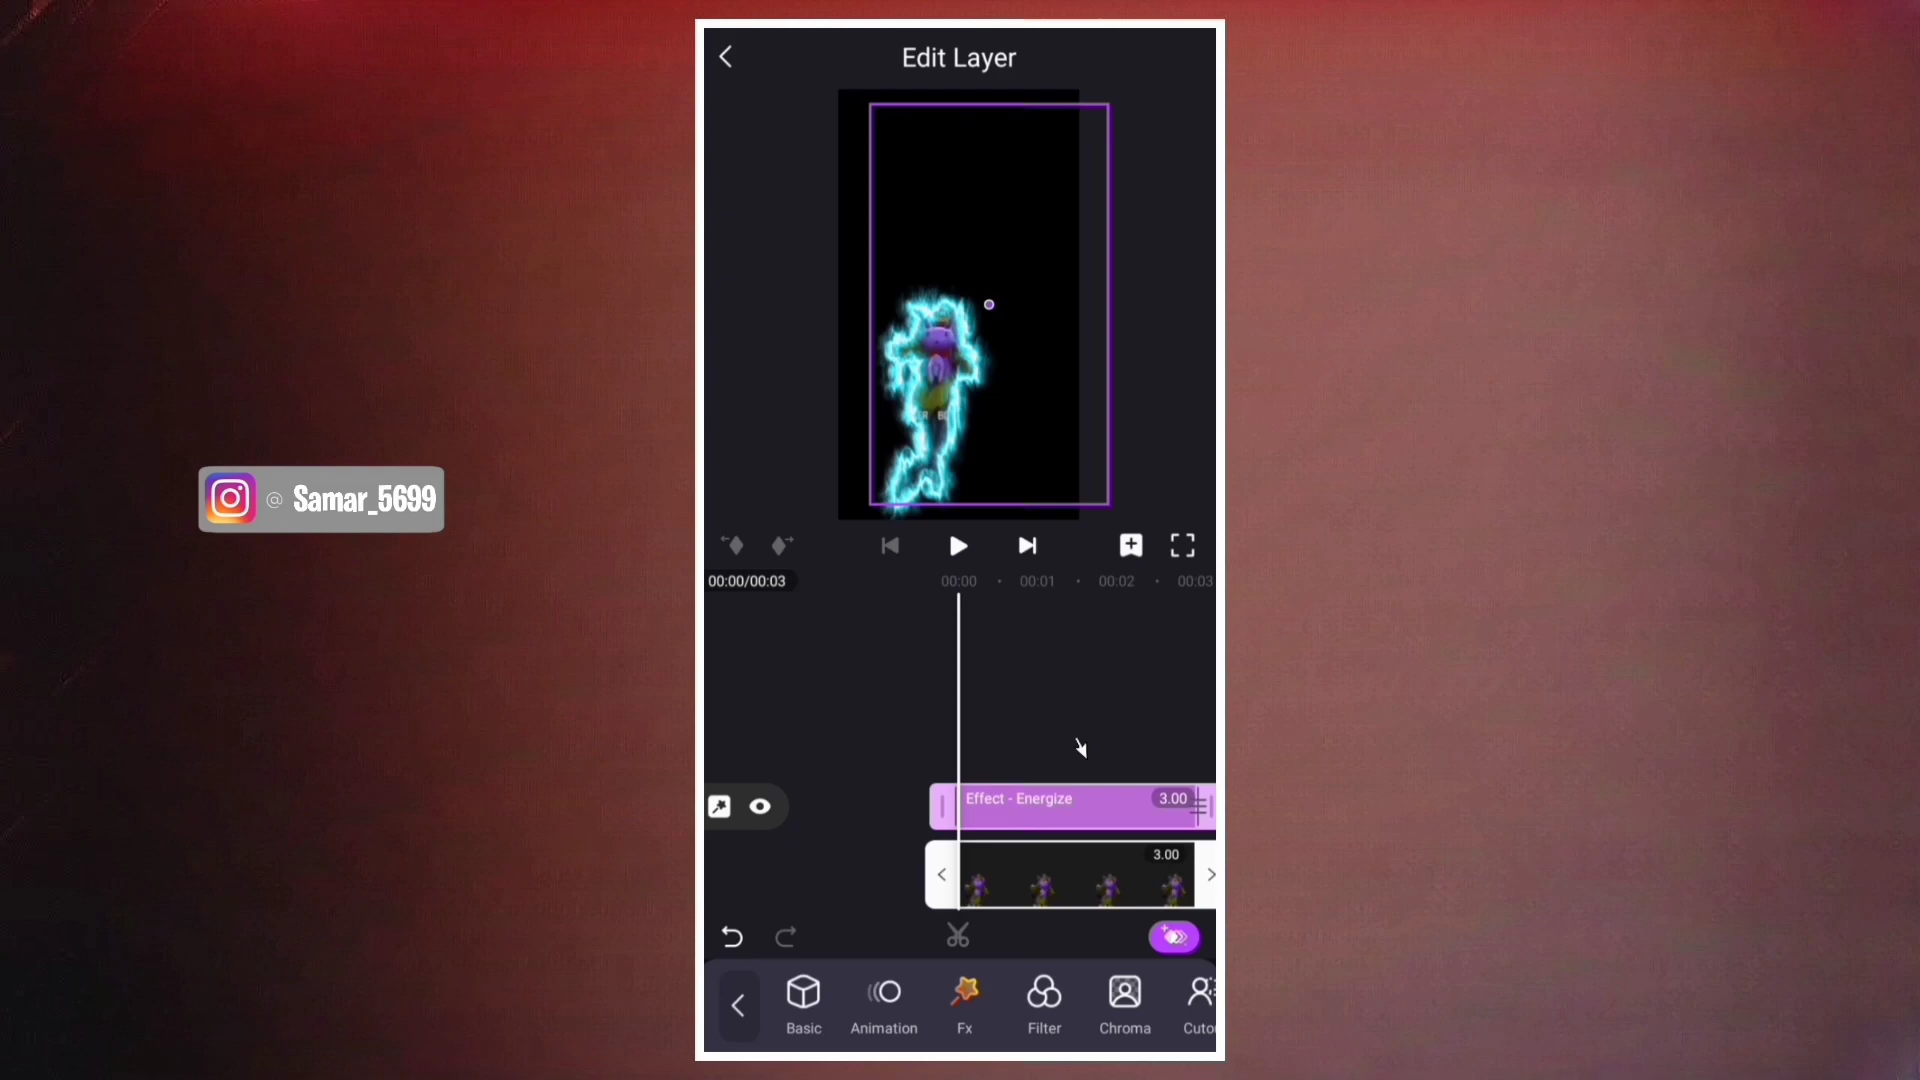 Edit Layer
@ Samar_5699
00:00/00:03
00:00 00:01 00:02 00:03
Effect - Energize 3.00
3.00
Basic Animation Fx Filter Chroma